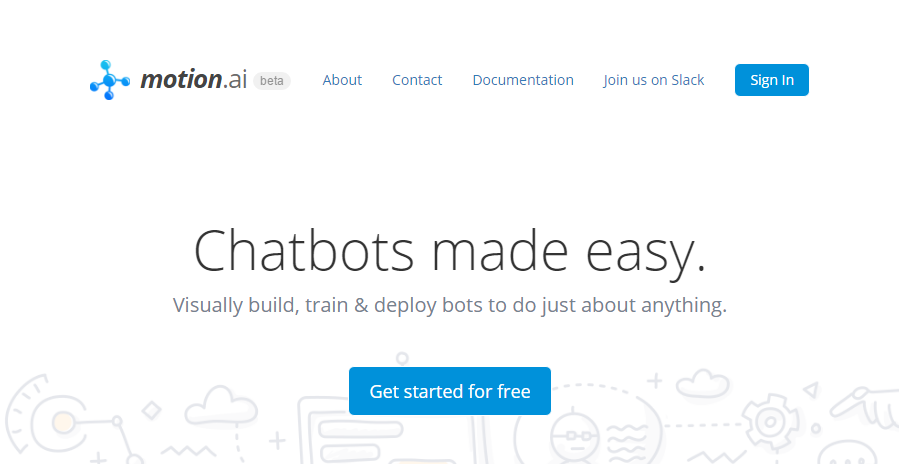 motion.ai beta About Contact Documentation Join us on Slack Sign In
Chatbots made easy.
Visually build, train & deploy bots to do just about anything.
Get started for free